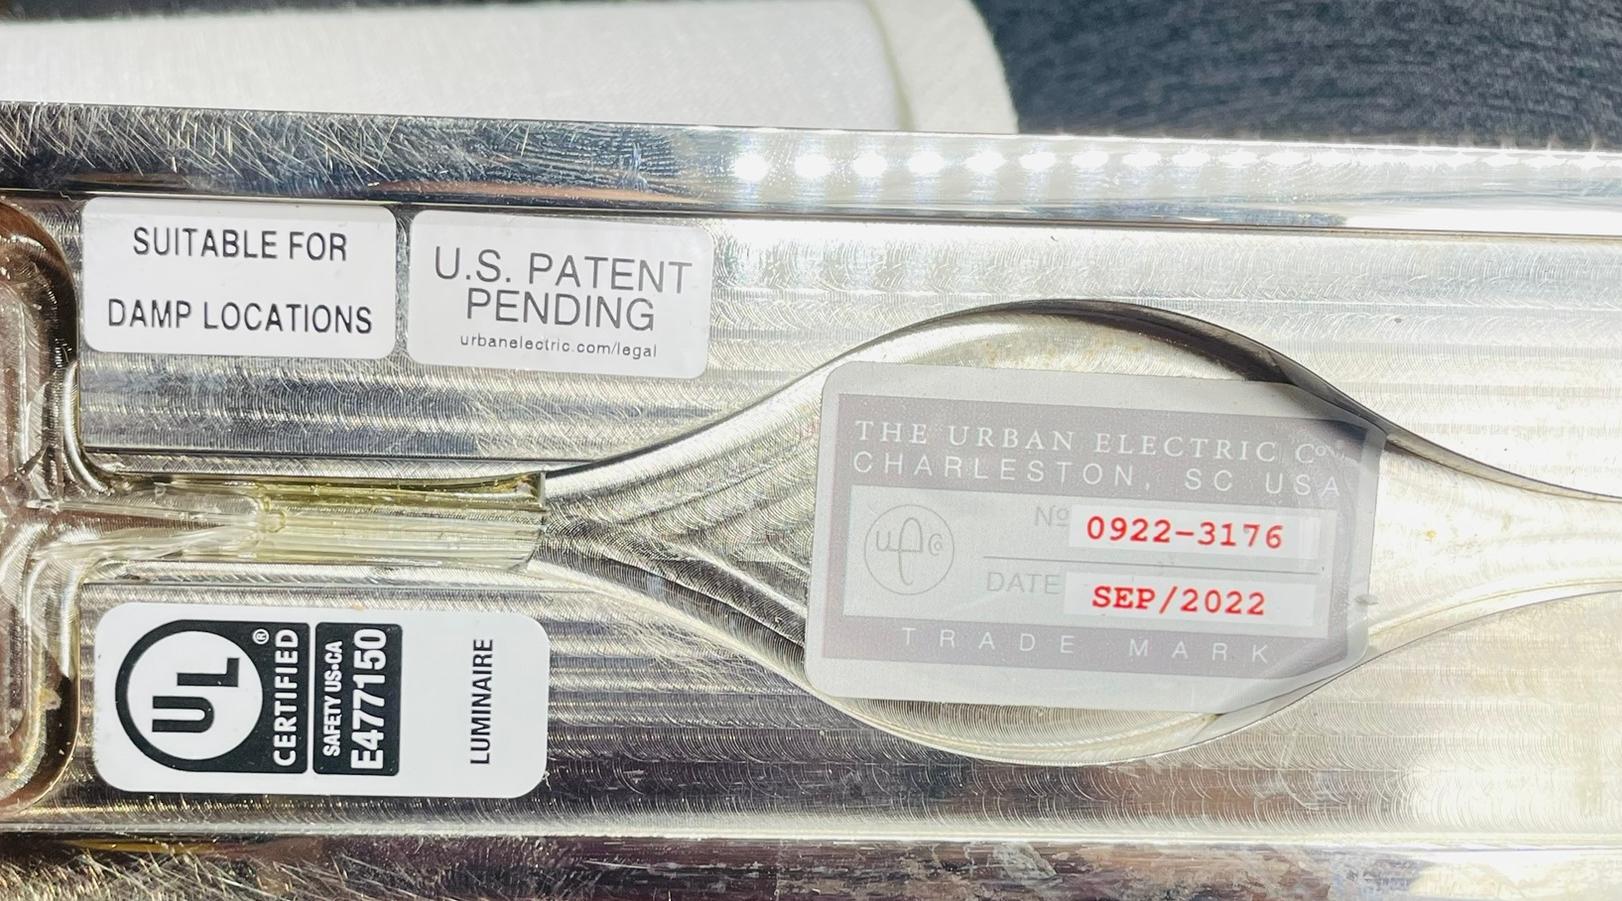 SUITABLE FOR
DAMP LOCATIONS
U.S. PATENT
PENDING
urbanelectric.com/legal
THE URBAN ELECTRIC Co.
CHARLESTON, SC USA
Nº 0922-3176
UECo
DATE SEP/2022
TRADE MARK
UL ®
CERTIFIED
SAFETY US•CA
E477150
LUMINAIRE